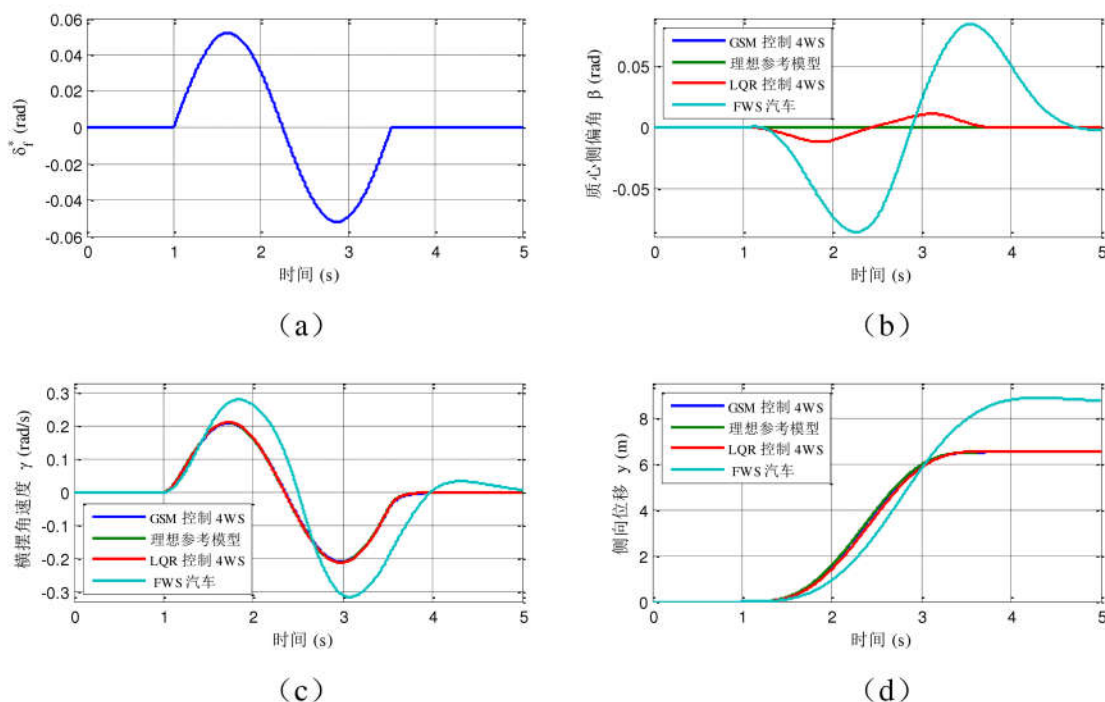 0.06
0.04
0.02
0
-0.02
-0.04
-0.06
δ*f (rad)
0 1 2 3 4 5
时间 (s)
(a)
0.05
0
-0.05
质心侧偏角 β (rad)
GSM 控制 4WS
理想参考模型
LQR 控制 4WS
FWS 汽车
0 1 2 3 4 5
时间 (s)
(b)
0.3
0.2
0.1
0
-0.1
-0.2
-0.3
横摆角速度 γ (rad/s)
GSM 控制 4WS
理想参考模型
LQR 控制 4WS
FWS 汽车
0 1 2 3 4 5
时间 (s)
(c)
8
6
4
2
0
侧向位移 y (m)
GSM 控制 4WS
理想参考模型
LQR 控制 4WS
FWS 汽车
0 1 2 3 4 5
时间 (s)
(d)